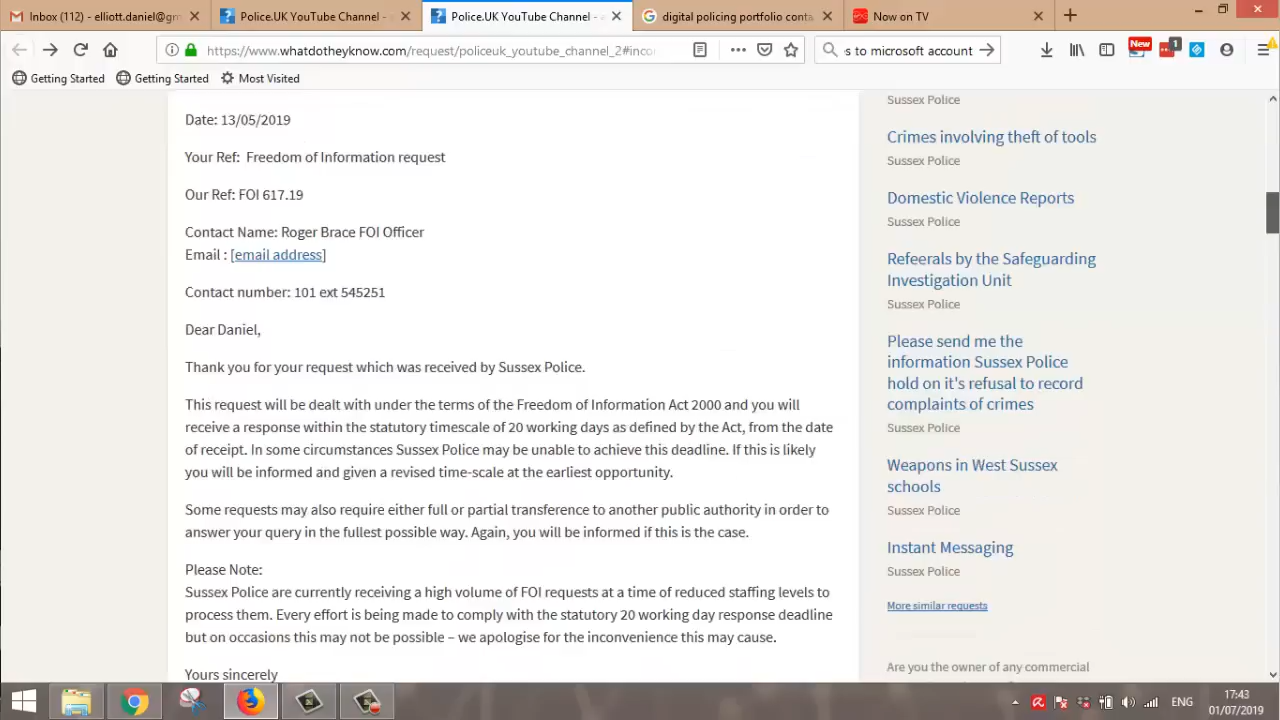 Inbox (112) - elliott.daniel@gm
Police.UK YouTube Channel -
Police.UK YouTube Channel -
digital policing portfolio conta
Now on TV
https://www.whatdotheyknow.com/request/policeuk_youtube_channel_2#inco
s to microsoft account
New
1
Getting Started
Getting Started
Most Visited
Date: 13/05/2019
Your Ref: Freedom of Information request
Our Ref: FOI 617.19
Contact Name: Roger Brace FOI Officer
Email : [email address]
Contact number: 101 ext 545251
Dear Daniel,
Thank you for your request which was received by Sussex Police.
This request will be dealt with under the terms of the Freedom of Information Act 2000 and you will
receive a response within the statutory timescale of 20 working days as defined by the Act, from the date
of receipt. In some circumstances Sussex Police may be unable to achieve this deadline. If this is likely
you will be informed and given a revised time-scale at the earliest opportunity.
Some requests may also require either full or partial transference to another public authority in order to
answer your query in the fullest possible way. Again, you will be informed if this is the case.
Please Note:
Sussex Police are currently receiving a high volume of FOI requests at a time of reduced staffing levels to
process them. Every effort is being made to comply with the statutory 20 working day response deadline
but on occasions this may not be possible – we apologise for the inconvenience this may cause.
Yours sincerely
Sussex Police
Crimes involving theft of tools
Sussex Police
Domestic Violence Reports
Sussex Police
Refeerals by the Safeguarding
Investigation Unit
Sussex Police
Please send me the
information Sussex Police
hold on it's refusal to record
complaints of crimes
Sussex Police
Weapons in West Sussex
schools
Sussex Police
Instant Messaging
Sussex Police
More similar requests
Are you the owner of any commercial
ENG
17:43
01/07/2019